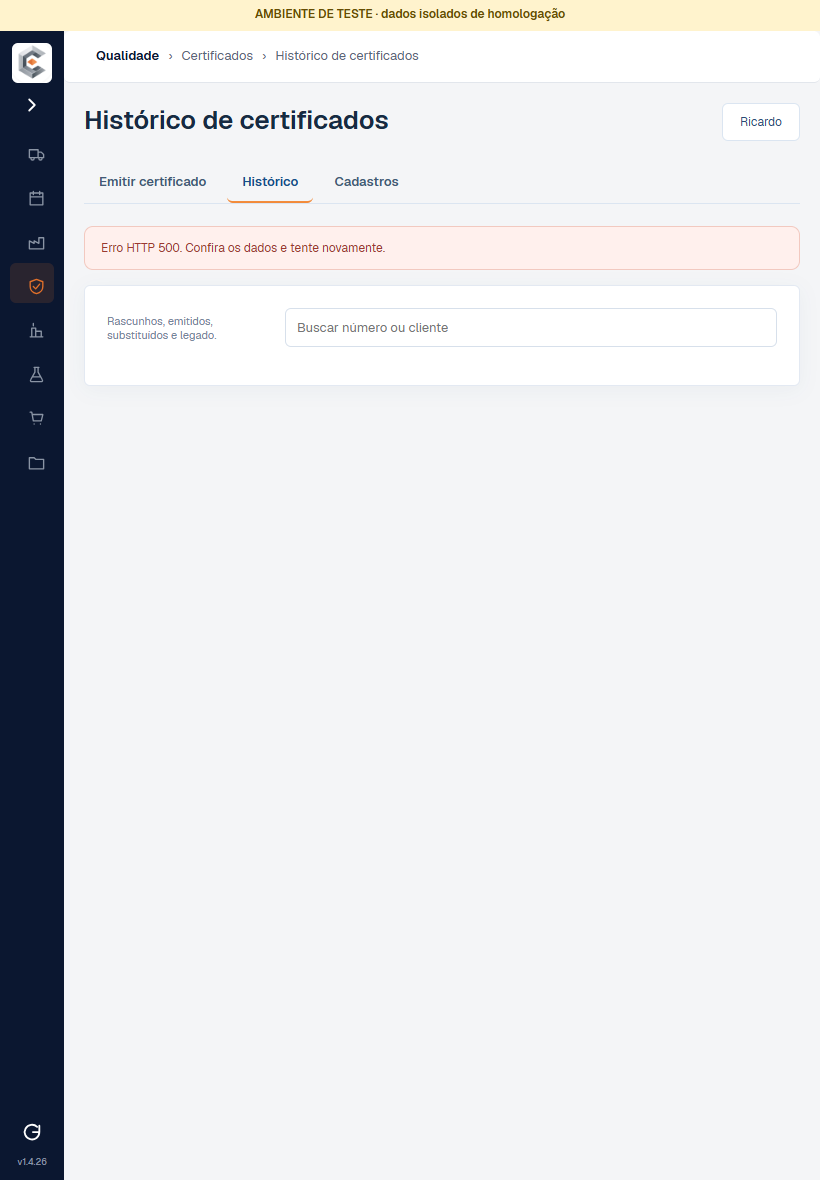 AMBIENTE DE TESTE · dados isolados de homologação
Qualidade › Certificados › Histórico de certificados
Histórico de certificados
Ricardo
Emitir certificado
Histórico
Cadastros
Erro HTTP 500. Confira os dados e tente novamente.
Rascunhos, emitidos,
substituídos e legado.
Buscar número ou cliente
v1.4.26